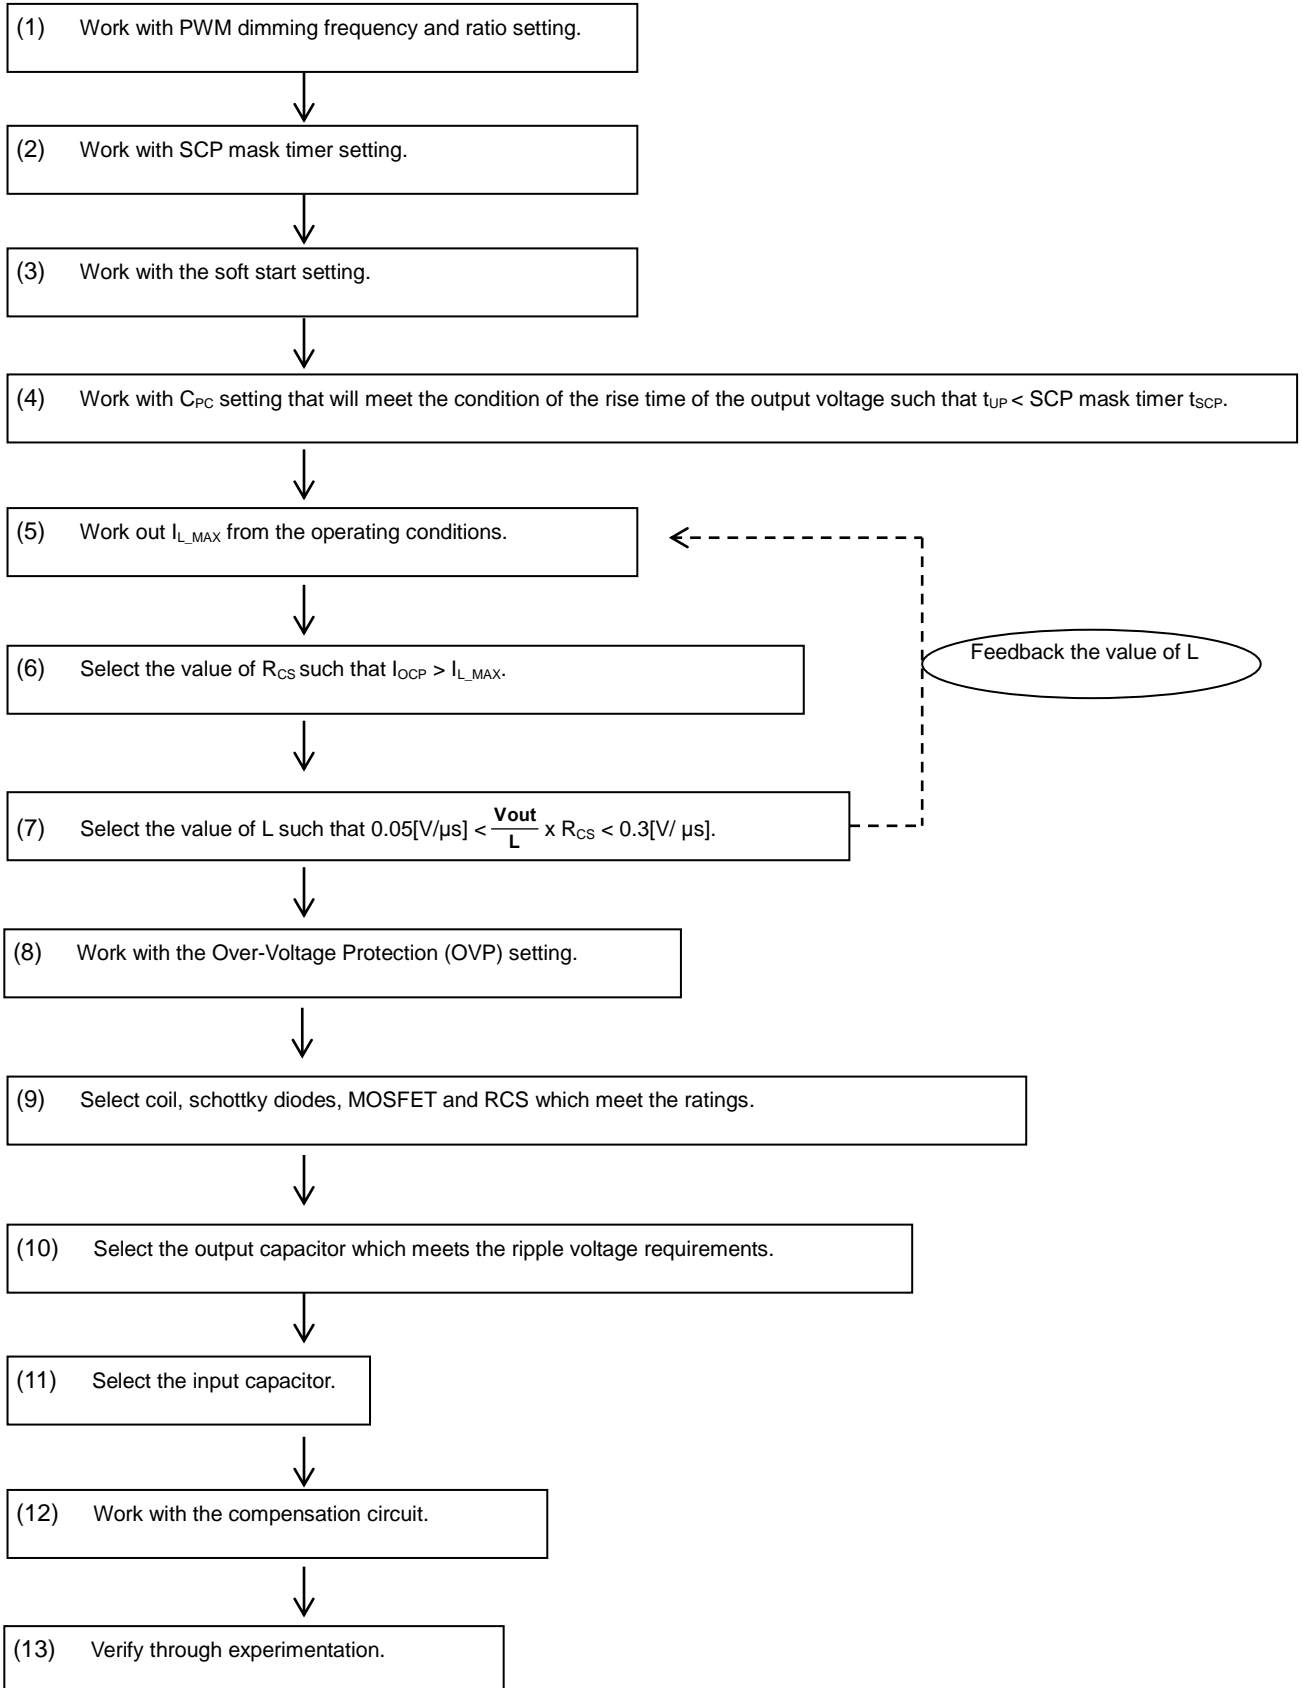 (1) Work with PWM dimming frequency and ratio setting.
(2) Work with SCP mask timer setting.
(3) Work with the soft start setting.
(4) Work with CPC setting that will meet the condition of the rise time of the output voltage such that tUP < SCP mask timer tSCP.
(5) Work out IL_MAX from the operating conditions.
(6) Select the value of RCS such that IOCP > IL_MAX.
Feedback the value of L
(7) Select the value of L such that 0.05[V/µs] < Vout/L x RCS < 0.3[V/ µs].
(8) Work with the Over-Voltage Protection (OVP) setting.
(9) Select coil, schottky diodes, MOSFET and RCS which meet the ratings.
(10) Select the output capacitor which meets the ripple voltage requirements.
(11) Select the input capacitor.
(12) Work with the compensation circuit.
(13) Verify through experimentation.